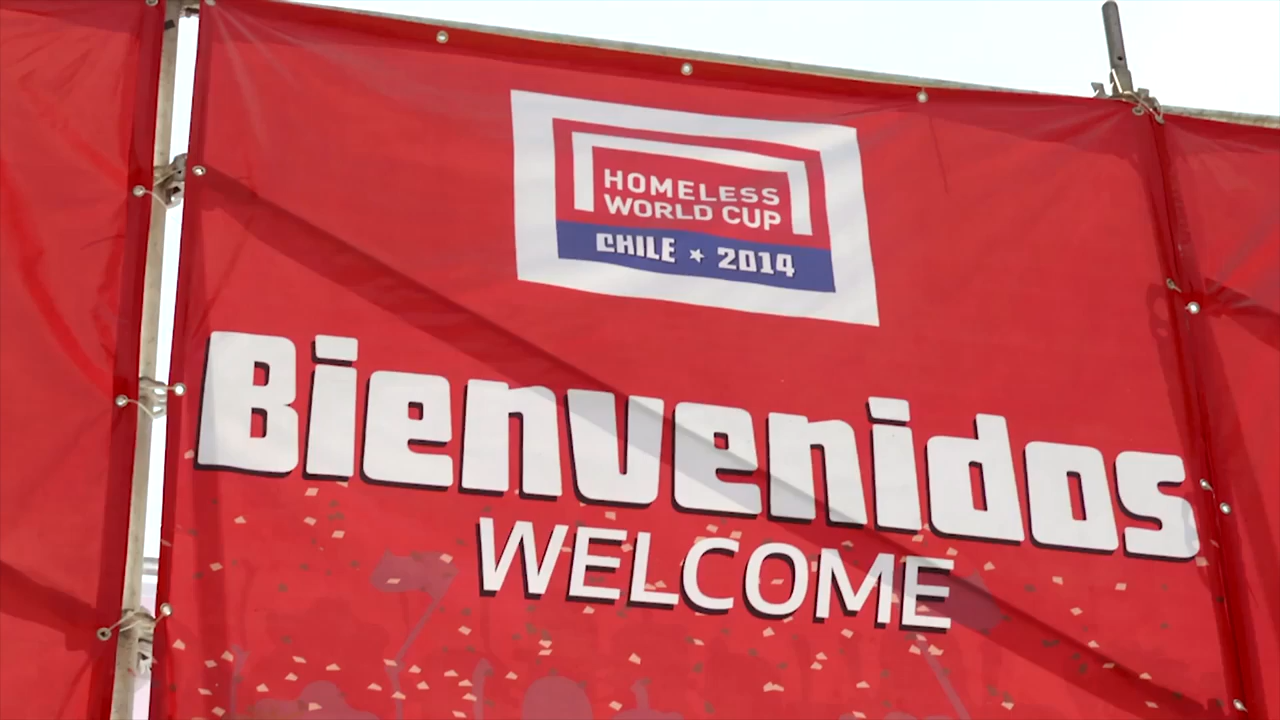 HOMELESS
WORLD CUP
CHILE ★ 2014
Bienvenidos
WELCOME